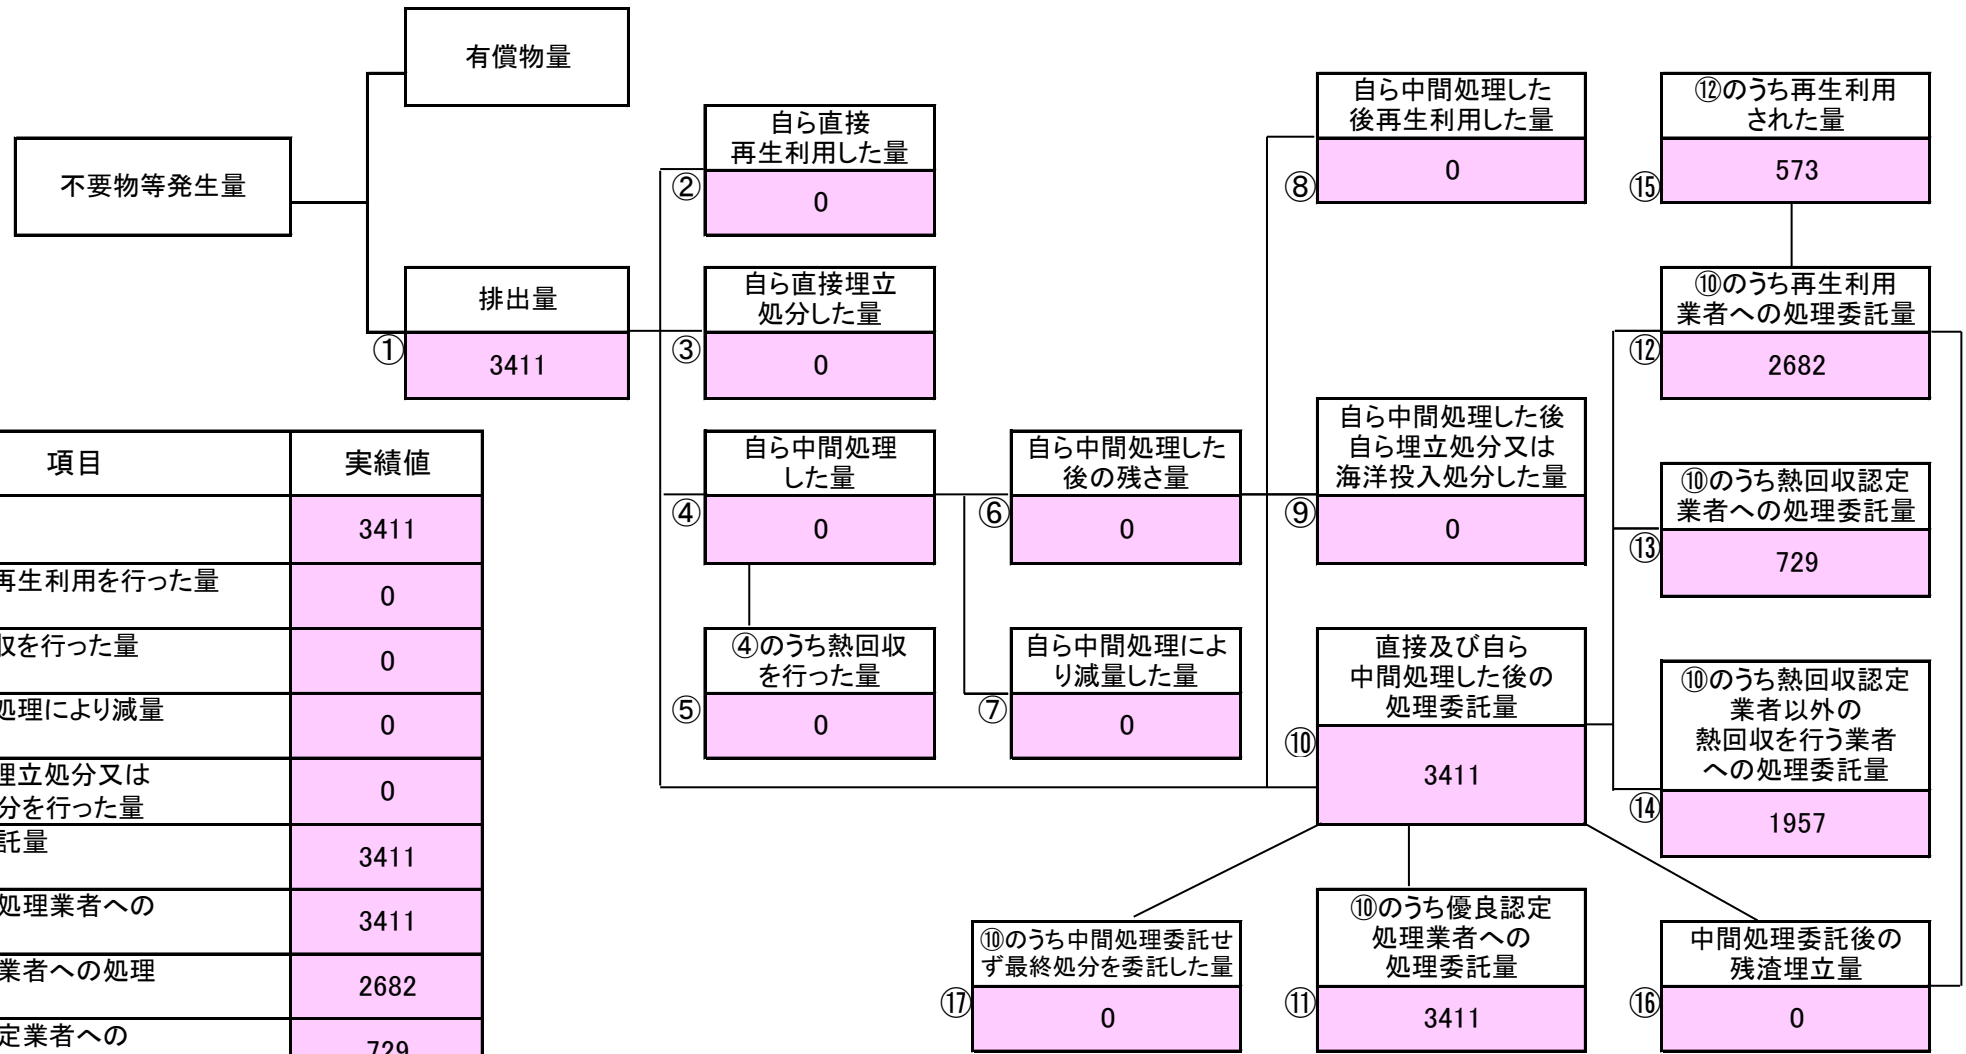 有償物量
不要物等発生量
排出量
①
3411
自ら直接
再生利用した量
②
0
自ら直接埋立
処分した量
③
0
自ら中間処理
した量
④
0
④のうち熱回収
を行った量
⑤
0
自ら中間処理した
後の残さ量
⑥
0
自ら中間処理によ
り減量した量
⑦
0
自ら中間処理した
後再生利用した量
⑧
0
自ら中間処理した後
自ら埋立処分又は
海洋投入処分した量
⑨
0
直接及び自ら
中間処理した後の
処理委託量
⑩
3411
⑫のうち再生利用
された量
⑮
573
⑩のうち再生利用
業者への処理委託量
⑫
2682
⑩のうち熱回収認定
業者への処理委託量
⑬
729
⑩のうち熱回収認定
業者以外の
熱回収を行う業者
への処理委託量
⑭
1957
⑩のうち中間処理委託せ
ず最終処分を委託した量
⑰
0
⑩のうち優良認定
処理業者への
処理委託量
⑪
3411
中間処理委託後の
残渣埋立量
⑯
0
項目 実績値
3411
再生利用を行った量
0
収を行った量
0
処理により減量
0
埋立処分又は
分を行った量
0
託量
3411
処理業者への
3411
業者への処理
2682
定業者への
729